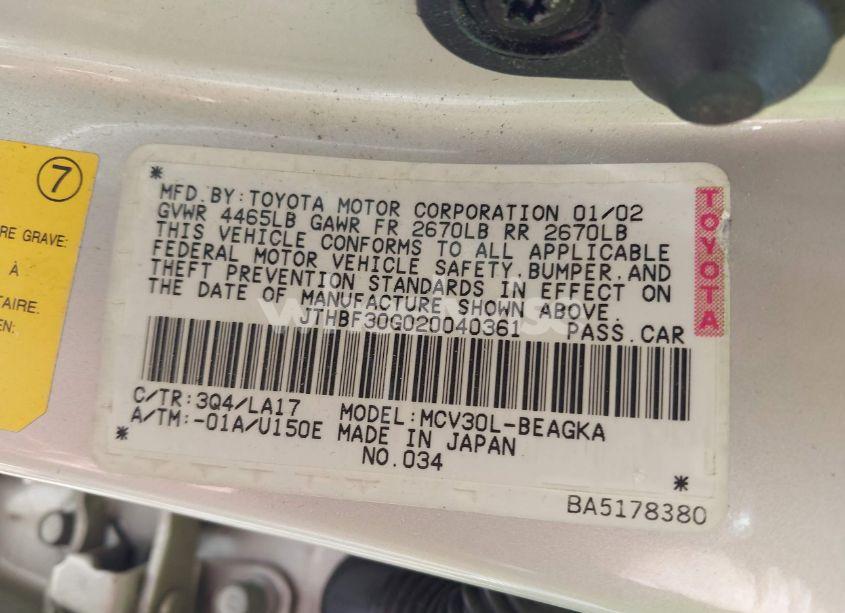 7
RE GRAVE:
À
TAIRE.
EN:
*
MFD.BY:TOYOTA MOTOR CORPORATION 01/02
GVWR 4465LB GAWR FR 2670LB RR 2670LB
THIS VEHICLE CONFORMS TO ALL APPLICABLE
FEDERAL MOTOR VEHICLE SAFETY,BUMPER,AND
THEFT PREVENTION STANDARDS IN EFFECT ON
THE DATE OF MANUFACTURE SHOWN ABOVE.
JTHBF30G020040361 PASS.CAR
C/TR:3Q4/LA17 MODEL:MCV30L-BEAGKA
A/TM:-01A/U150E MADE IN JAPAN
* NO.034 *
BA5178380
TOYOTA